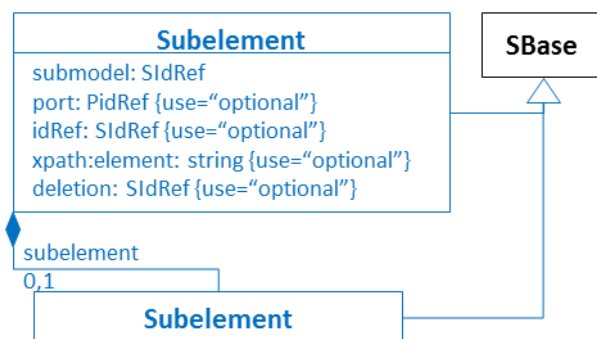 Subelement
SBase
submodel: SIdRef
port: PidRef {use=“optional”}
idRef: SIdRef {use=“optional”}
xpath:element: string {use=“optional”}
deletion: SIdRef {use=“optional”}
subelement
0,1
Subelement